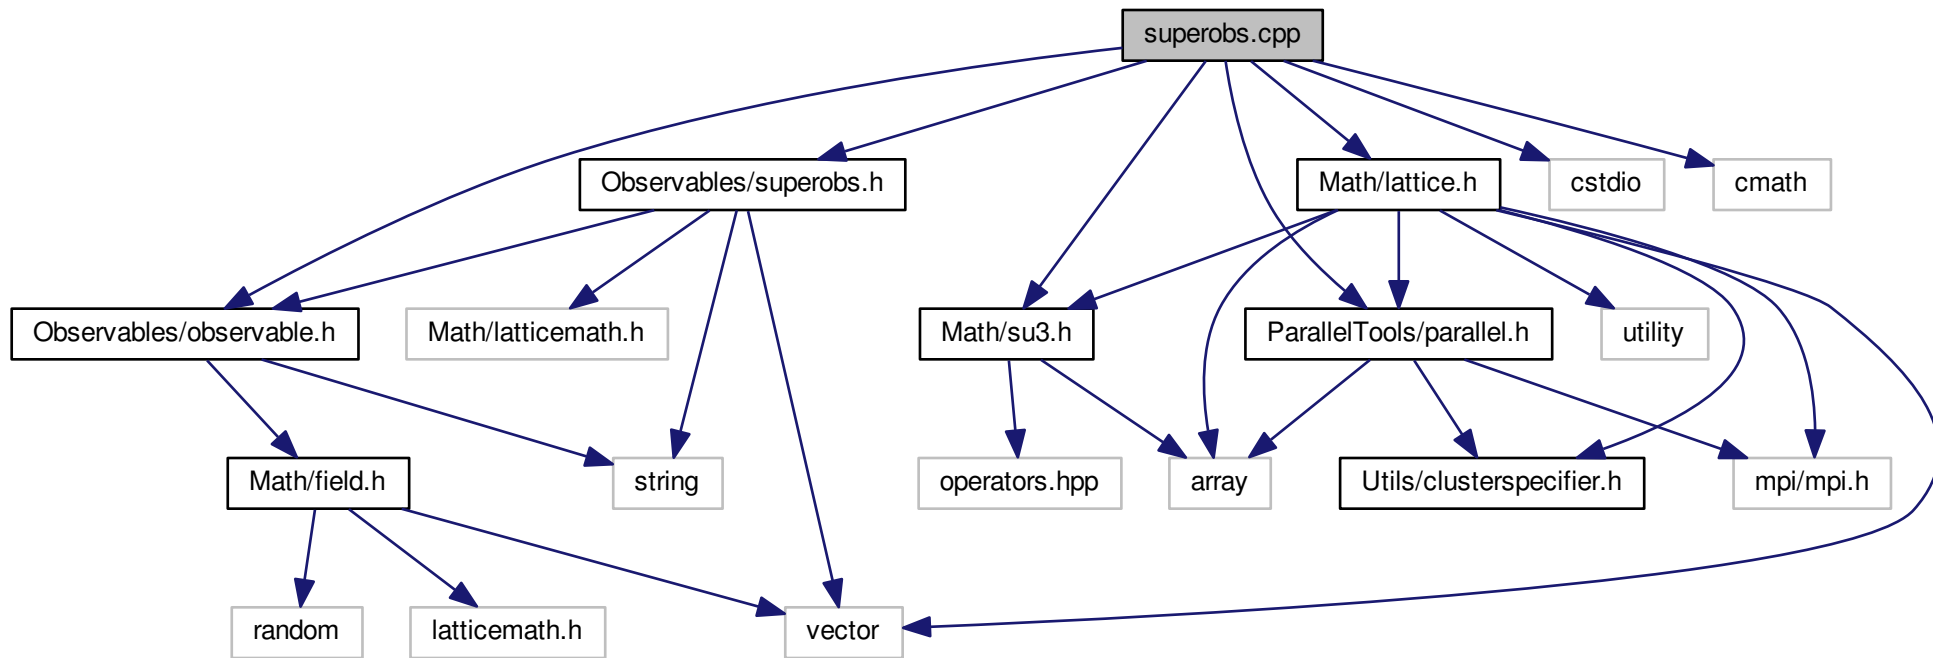 superobs.cpp
Observables/superobs.h
Math/lattice.h
cstdio
cmath
Observables/observable.h
Math/latticemath.h
Math/su3.h
ParallelTools/parallel.h
utility
Math/field.h
string
operators.hpp
array
Utils/clusterspecifier.h
mpi/mpi.h
random
latticemath.h
vector